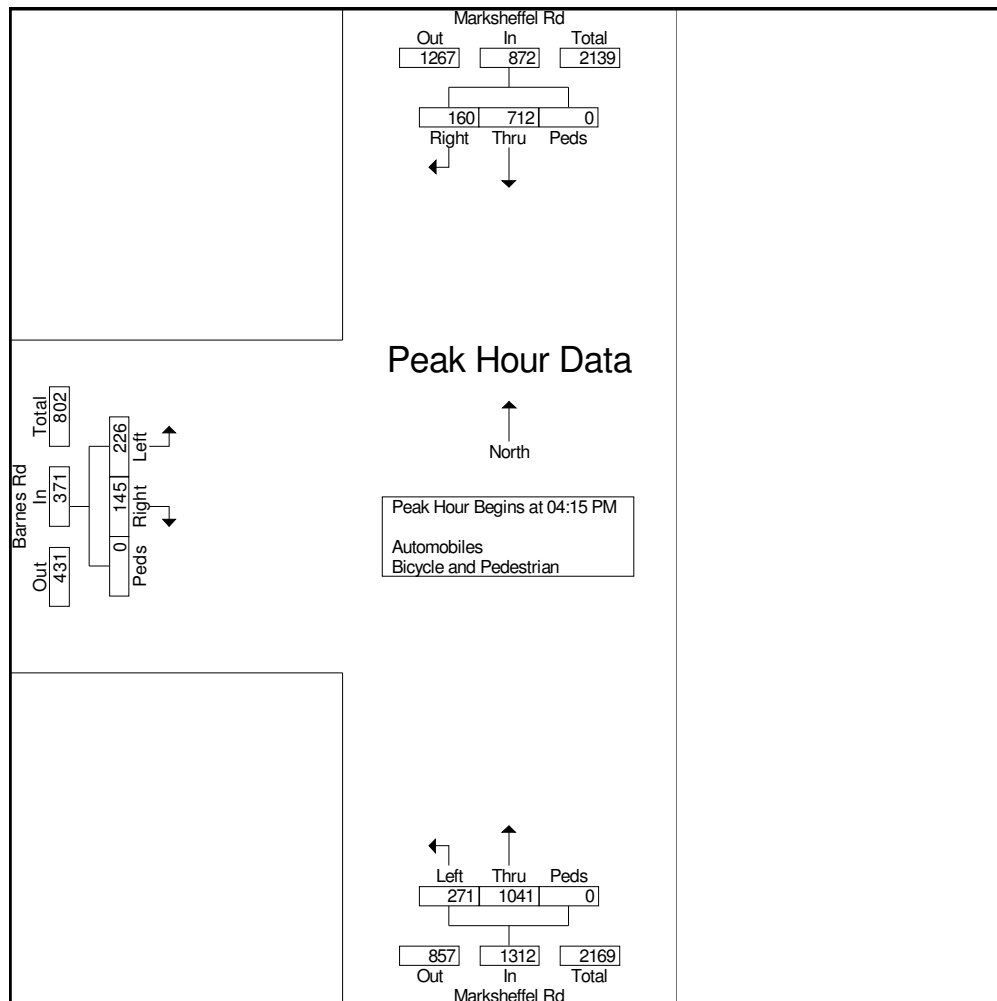 Marksheffel Rd
Out In Total
1267 872 2139
160 712 0
Right Thru Peds
Peak Hour Data
North
Peak Hour Begins at 04:15 PM
Automobiles
Bicycle and Pedestrian
Barnes Rd
Out In Total
431 371 802
0 145 226
Peds Right Left
Left Thru Peds
271 1041 0
857 1312 2169
Out In Total
Marksheffel Rd